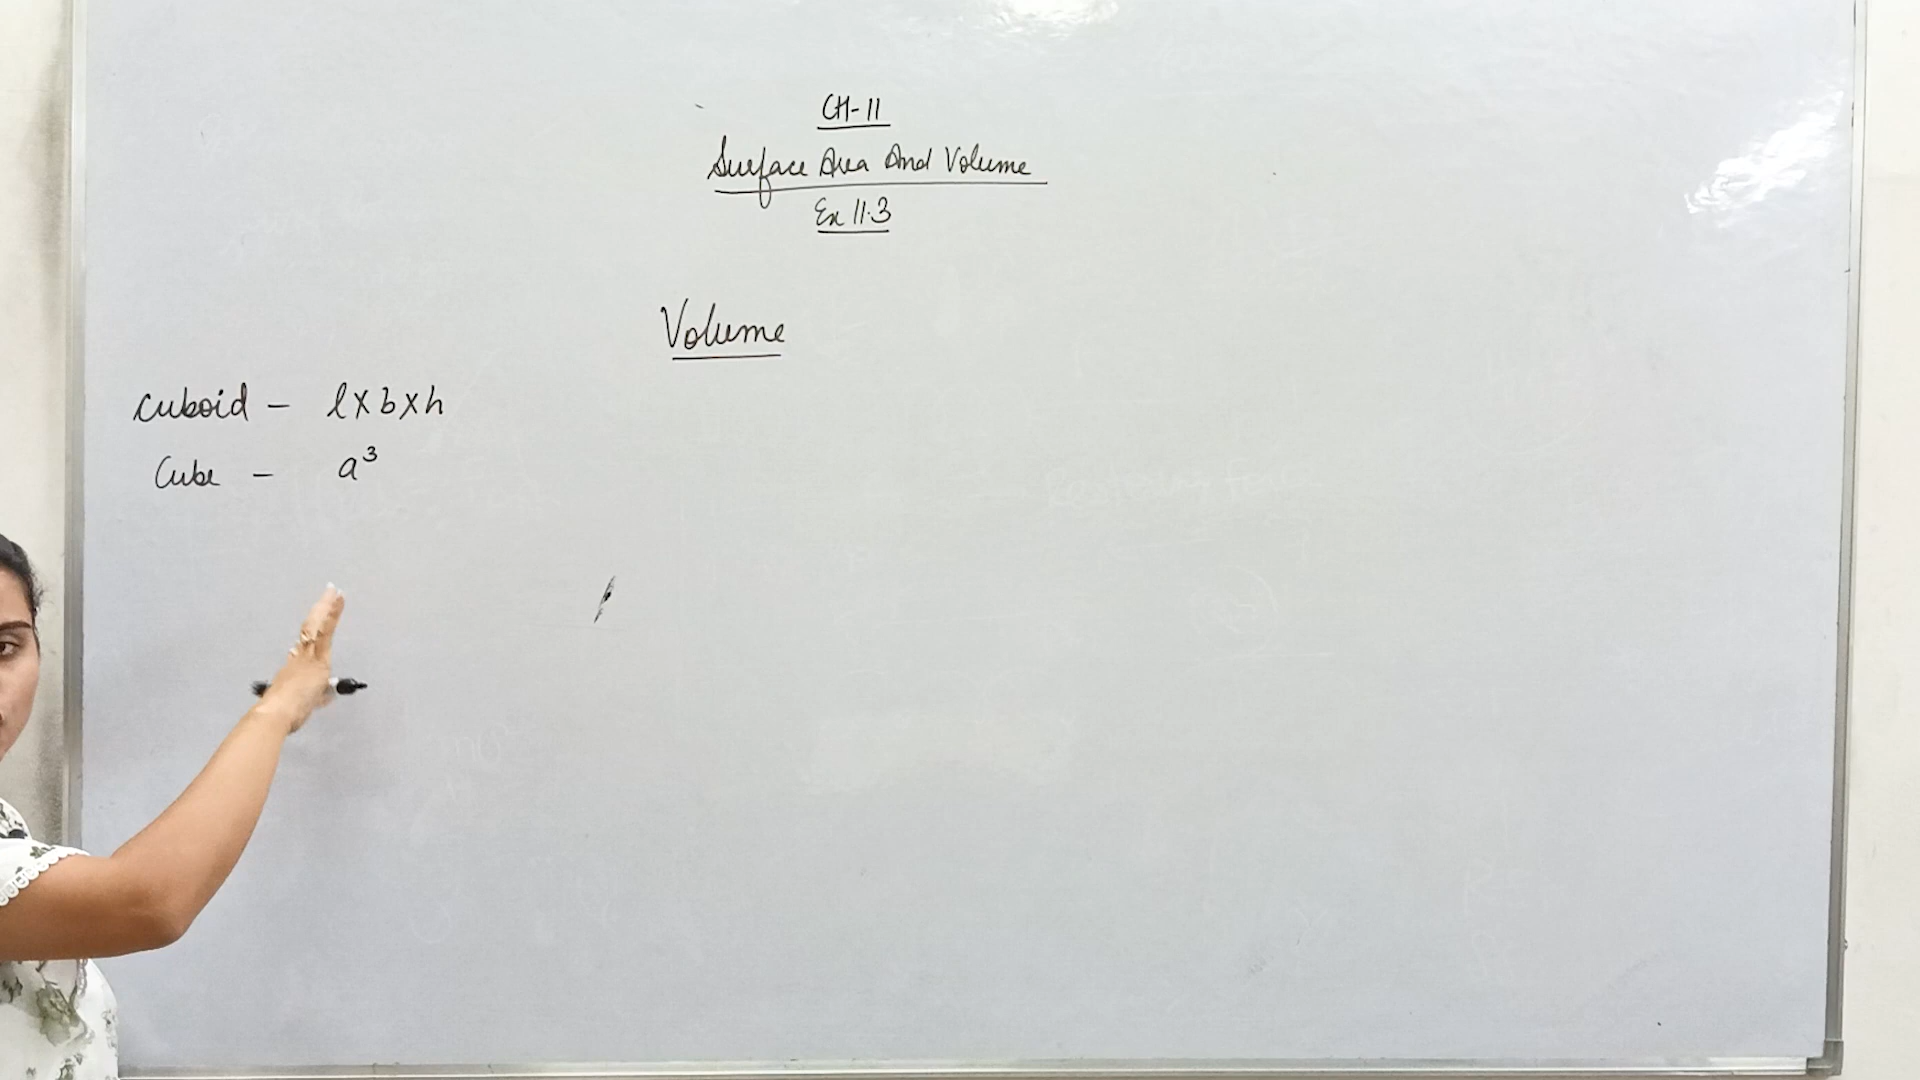 CH-11
Surface Area And Volume
Ex 11.3
Volume
cuboid - l x b x h
Cube - a³